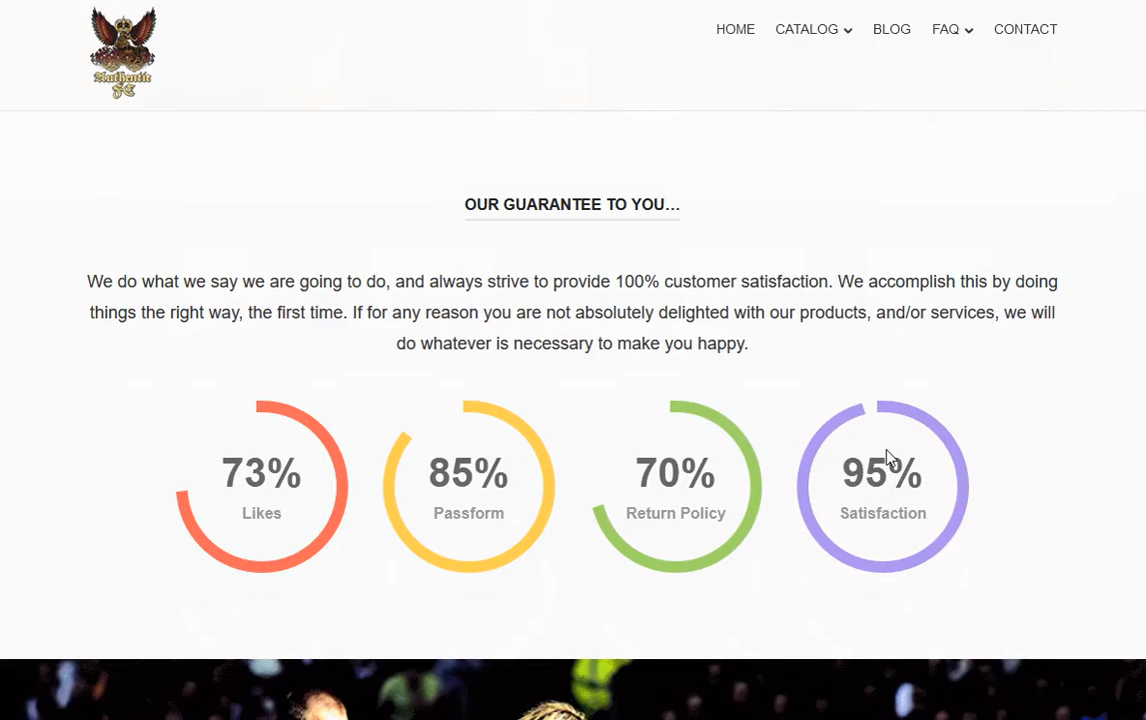 HOME CATALOG BLOG FAQ CONTACT
Authentic
FC
OUR GUARANTEE TO YOU...
We do what we say we are going to do, and always strive to provide 100% customer satisfaction. We accomplish this by doing
things the right way, the first time. If for any reason you are not absolutely delighted with our products, and/or services, we will
do whatever is necessary to make you happy.
73% 85% 70% 95%
Likes Passform Return Policy Satisfaction